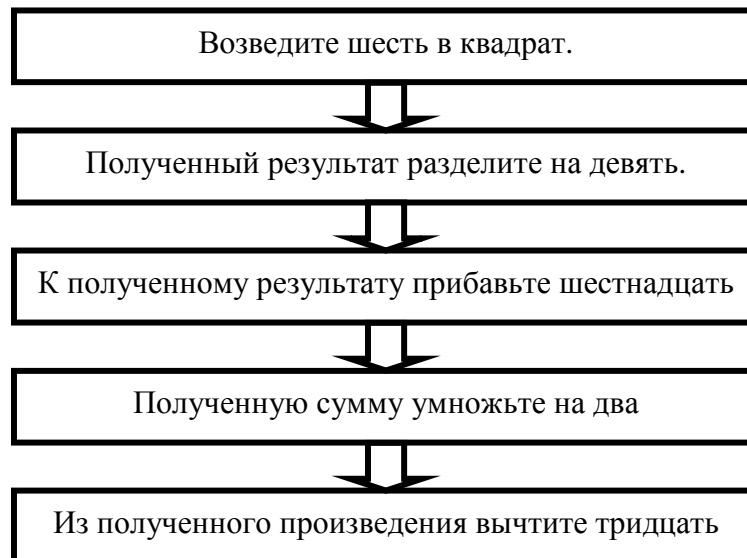 Возведите шесть в квадрат.
Полученный результат разделите на девять.
К полученному результату прибавьте шестнадцать
Полученную сумму умножьте на два
Из полученного произведения вычтите тридцать